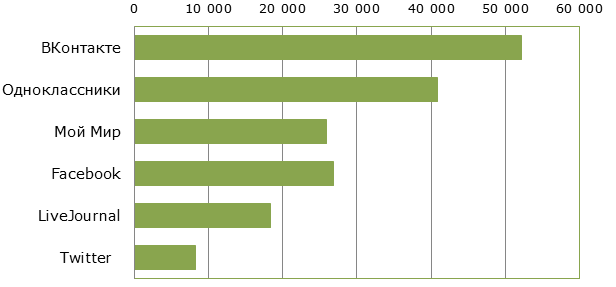 0 10 000 20 000 30 000 40 000 50 000 60 000
ВКонтакте
Одноклассники
Мой Мир
Facebook
LiveJournal
Twitter